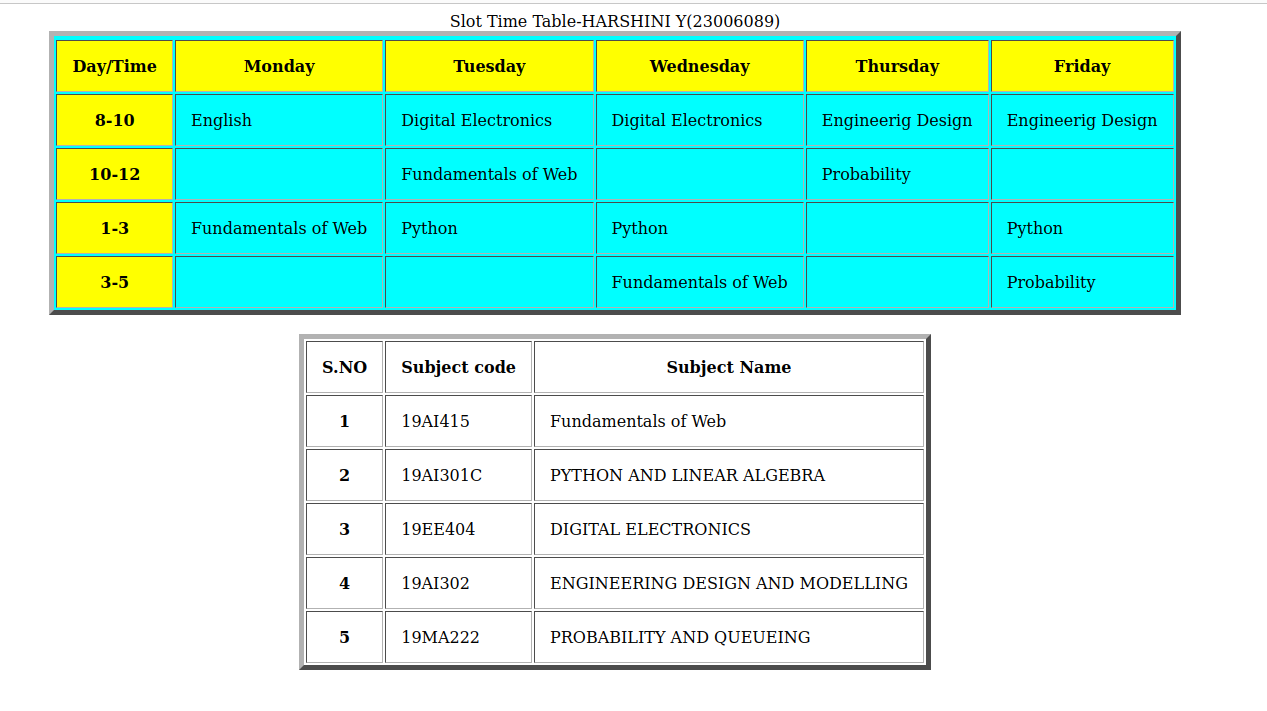 Slot Time Table-HARSHINI Y(23006089)
Day/Time Monday Tuesday Wednesday Thursday Friday
8-10 English Digital Electronics Digital Electronics Engineerig Design Engineerig Design
10-12 Fundamentals of Web Probability
1-3 Fundamentals of Web Python Python Python
3-5 Fundamentals of Web Probability
S.NO Subject code Subject Name
1 19AI415 Fundamentals of Web
2 19AI301C PYTHON AND LINEAR ALGEBRA
3 19EE404 DIGITAL ELECTRONICS
4 19AI302 ENGINEERING DESIGN AND MODELLING
5 19MA222 PROBABILITY AND QUEUEING